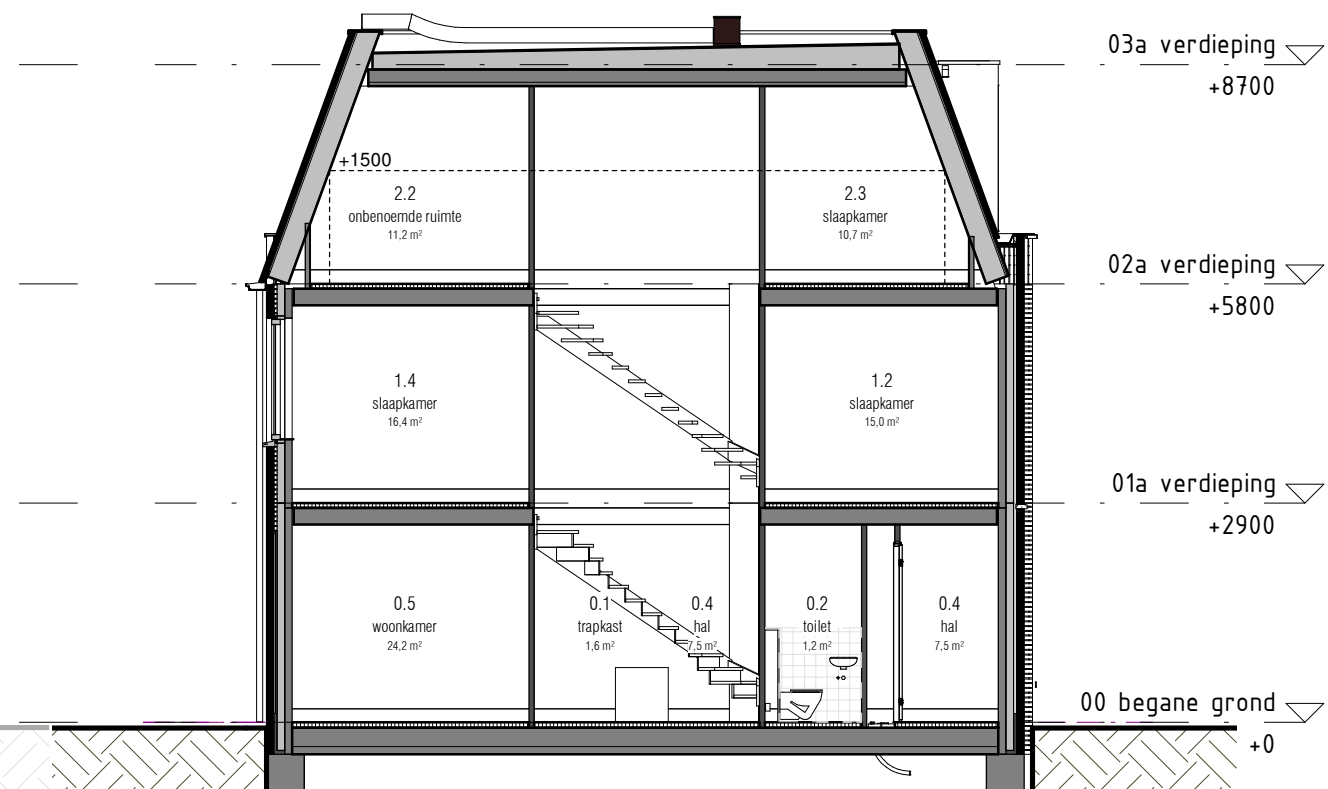 03a verdieping
+8700
+1500
2.2
onbenoemde ruimte
11,2 m²
2.3
slaapkamer
10,7 m²
02a verdieping
+5800
1.4
slaapkamer
16,4 m²
1.2
slaapkamer
15,0 m²
01a verdieping
+2900
0.5
woonkamer
24,2 m²
0.1
trapkast
1,6 m²
0.4
hal
7,5 m²
0.2
toilet
1,2 m²
0.4
hal
7,5 m²
00 begane grond
+0